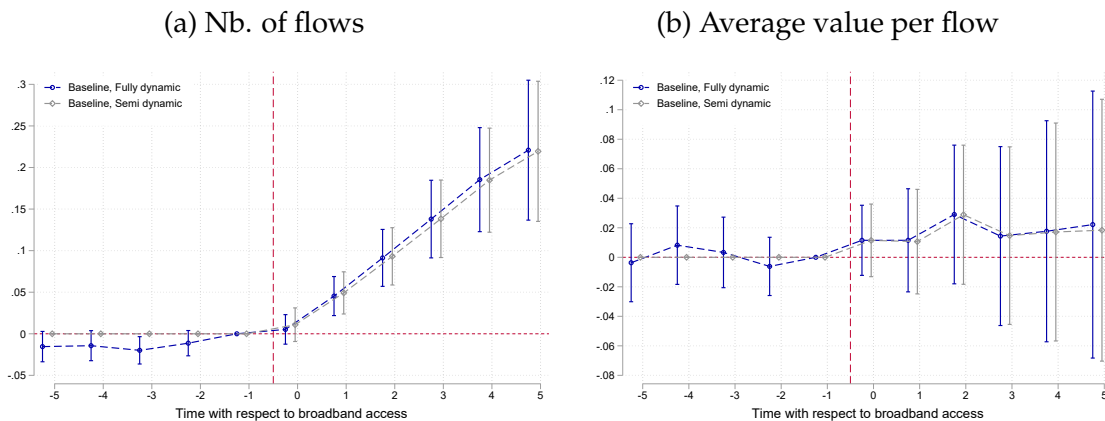 (a) Nb. of flows
(b) Average value per flow
Baseline, Fully dynamic
Baseline, Semi dynamic
.3
.25
.2
.15
.1
.05
0
-.05
-5 -4 -3 -2 -1 0 1 2 3 4 5
Time with respect to broadband access
Baseline, Fully dynamic
Baseline, Semi dynamic
.12
.1
.08
.06
.04
.02
0
-.02
-.04
-.06
-.08
-5 -4 -3 -2 -1 0 1 2 3 4 5
Time with respect to broadband access